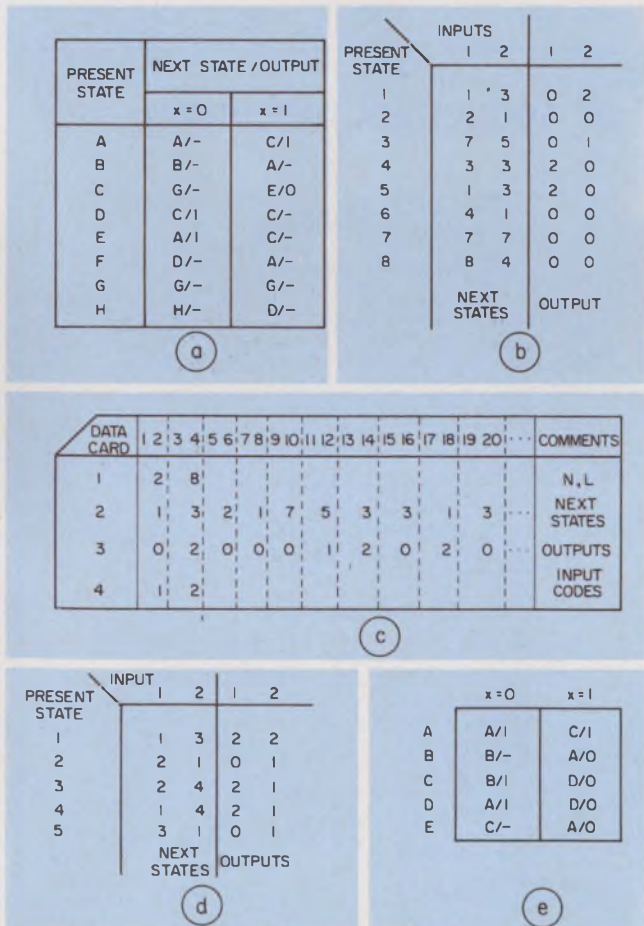 PRESENT STATE NEXT STATE/OUTPUT
x = 0 x = 1
A A/- C/1
B B/- A/-
C G/- E/0
D C/1 C/-
E A/1 C/-
F D/- A/-
G G/- G/-
H H/- D/-
a
INPUTS
PRESENT STATE 1 2 1 2
1 1 3 0 2
2 2 1 0 0
3 7 5 0 1
4 3 3 2 0
5 1 3 2 0
6 4 1 0 0
7 7 7 0 0
8 8 4 0 0
NEXT STATES OUTPUT
b
DATA CARD 1 2 3 4 5 6 7 8 9 10 11 12 13 14 15 16 17 18 19 20 ... COMMENTS
1 2 8 N,L
2 1 3 2 1 7 5 3 3 1 3 ... NEXT STATES
3 0 2 0 0 0 1 2 0 2 0 ... OUTPUTS
4 1 2 INPUT CODES
c
INPUT
PRESENT STATE 1 2 1 2
1 1 3 2 2
2 2 1 0 1
3 2 4 2 1
4 1 4 2 1
5 3 1 0 1
NEXT STATES OUTPUTS
d
x=0 x=1
A A/1 C/1
B B/- A/0
C B/1 D/0
D A/1 D/0
E C/- A/0
e